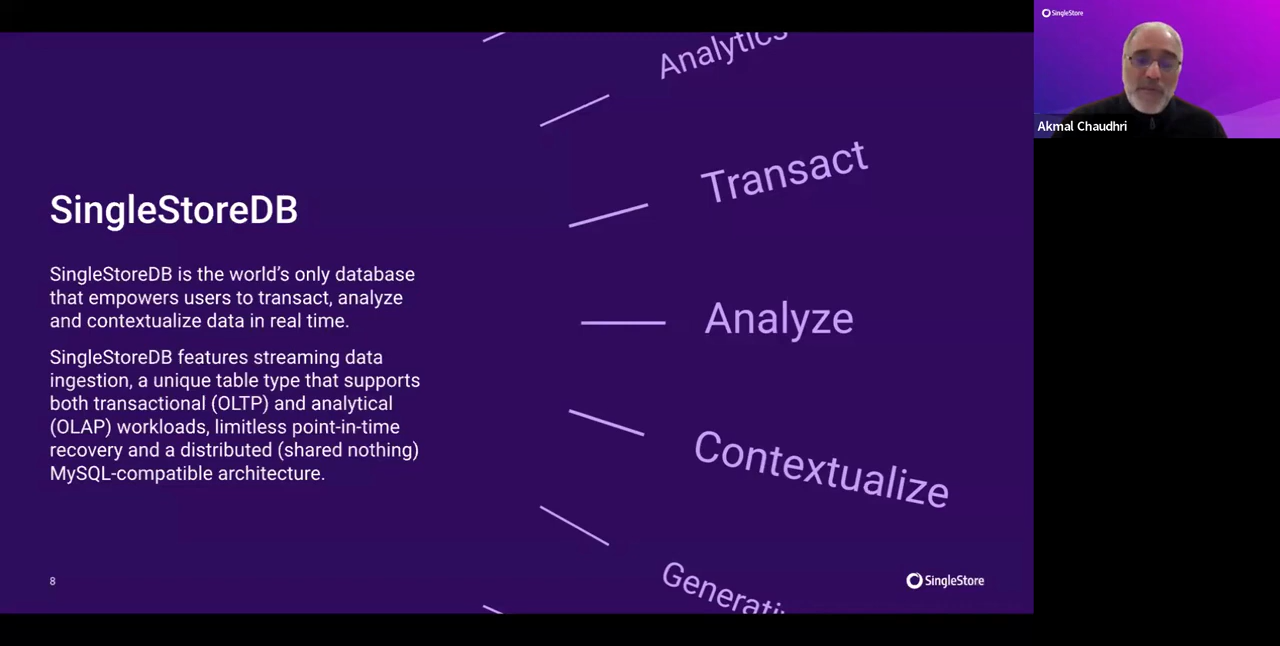 SingleStoreDB
SingleStoreDB is the world's only database
that empowers users to transact, analyze
and contextualize data in real time.
SingleStoreDB features streaming data
ingestion, a unique table type that supports
both transactional (OLTP) and analytical
(OLAP) workloads, limitless point-in-time
recovery and a distributed (shared nothing)
MySQL-compatible architecture.
8
Analytics
Transact
Analyze
Contextualize
Generati
SingleStore
SingleStore
Akmal Chaudhri